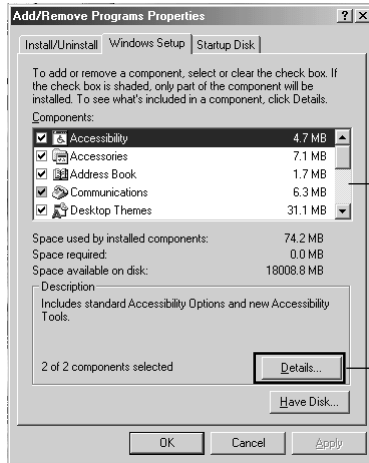 Add/Remove Programs Properties
Install/Uninstall Windows Setup Startup Disk
To add or remove a component, select or clear the check box. If
the check box is shaded, only part of the component will be
installed. To see what's included in a component, click Details.
Components:
Accessibility 4.7 MB
Accessories 7.1 MB
Address Book 1.7 MB
Communications 6.3 MB
Desktop Themes 31.1 MB
Space used by installed components: 74.2 MB
Space required: 0.0 MB
Space available on disk: 18008.8 MB
Description
Includes standard Accessibility Options and new Accessibility
Tools.
2 of 2 components selected Details...
Have Disk...
OK Cancel Apply